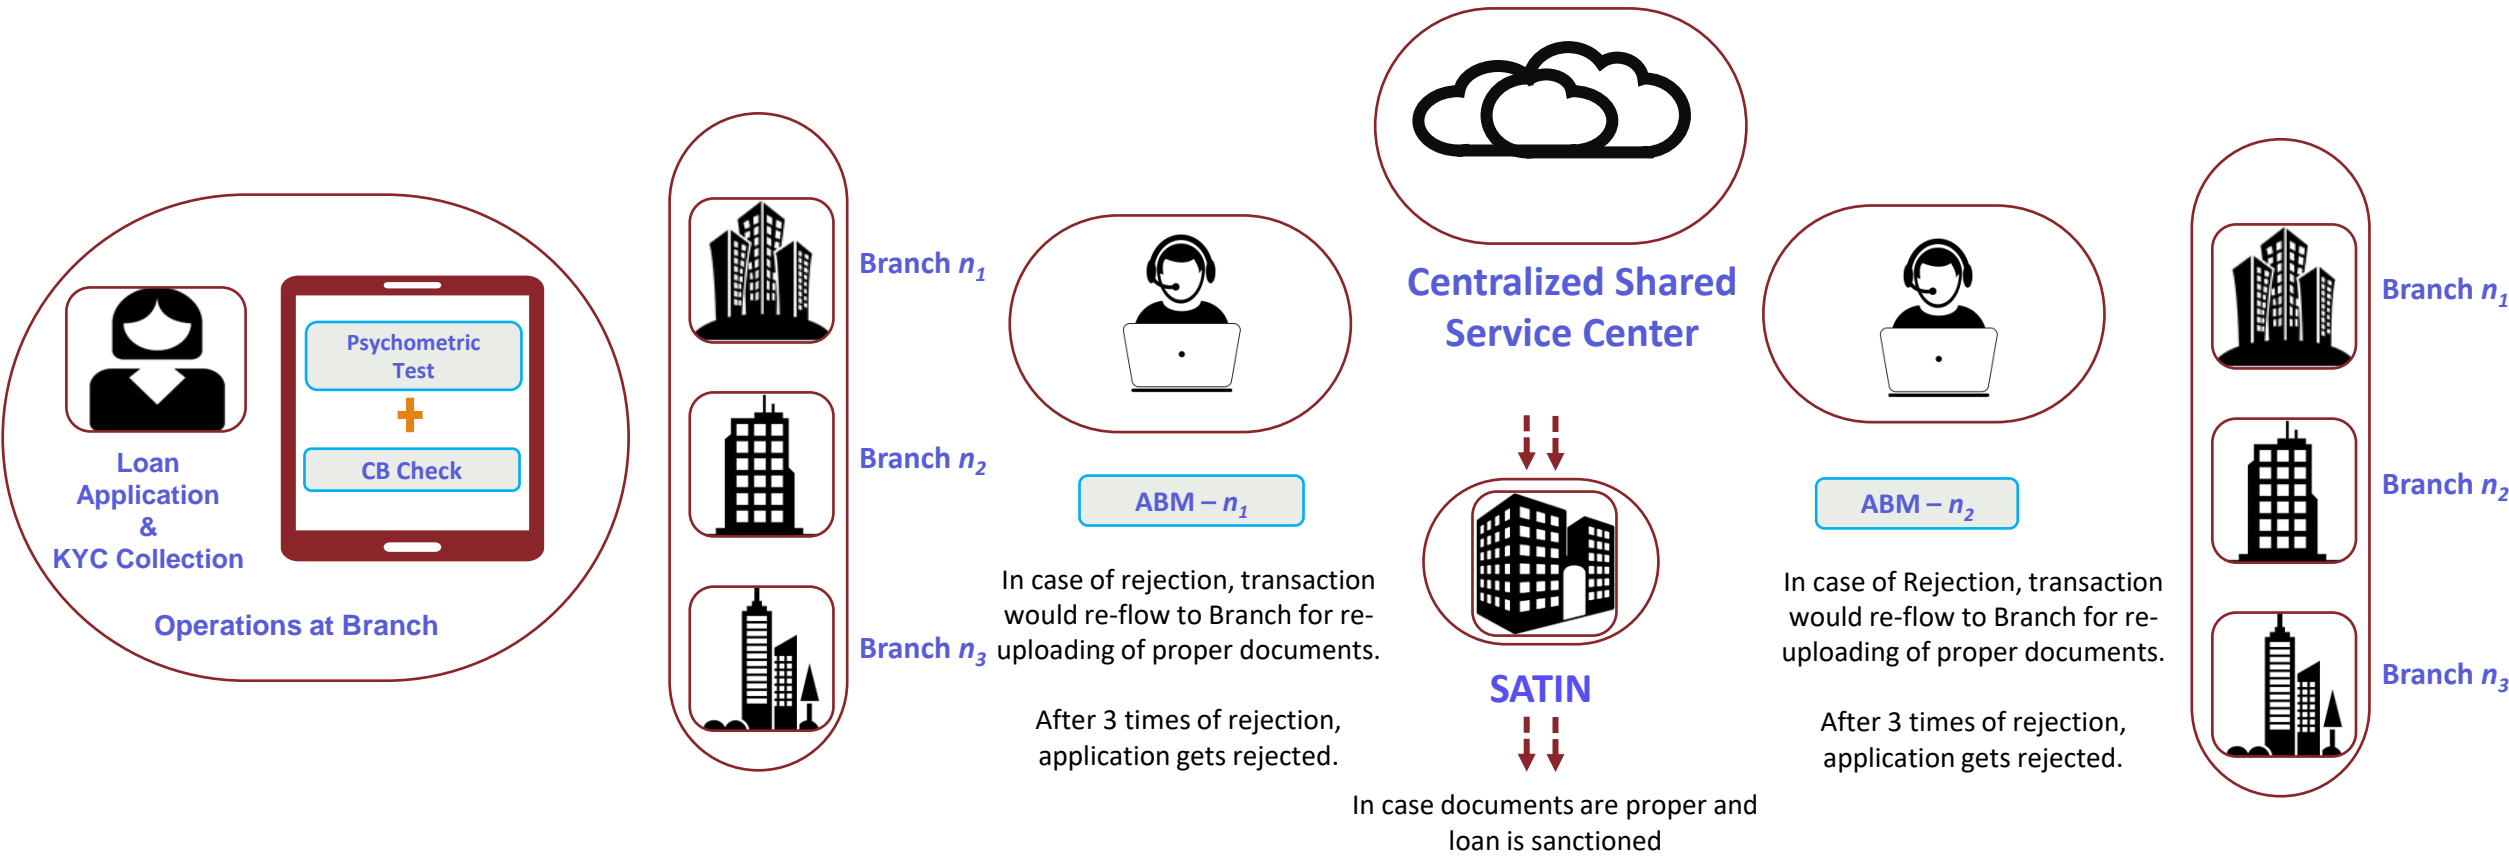 Psychometric
Test
CB Check
Loan
Application
&
KYC Collection
Operations at Branch
Branch n1
Branch n2
Branch n3
ABM – n1
In case of rejection, transaction
would re-flow to Branch for re-
uploading of proper documents.
After 3 times of rejection,
application gets rejected.
Centralized Shared
Service Center
SATIN
In case documents are proper and
loan is sanctioned
ABM – n2
In case of Rejection, transaction
would re-flow to Branch for re-
uploading of proper documents.
After 3 times of rejection,
application gets rejected.
Branch n1
Branch n2
Branch n3